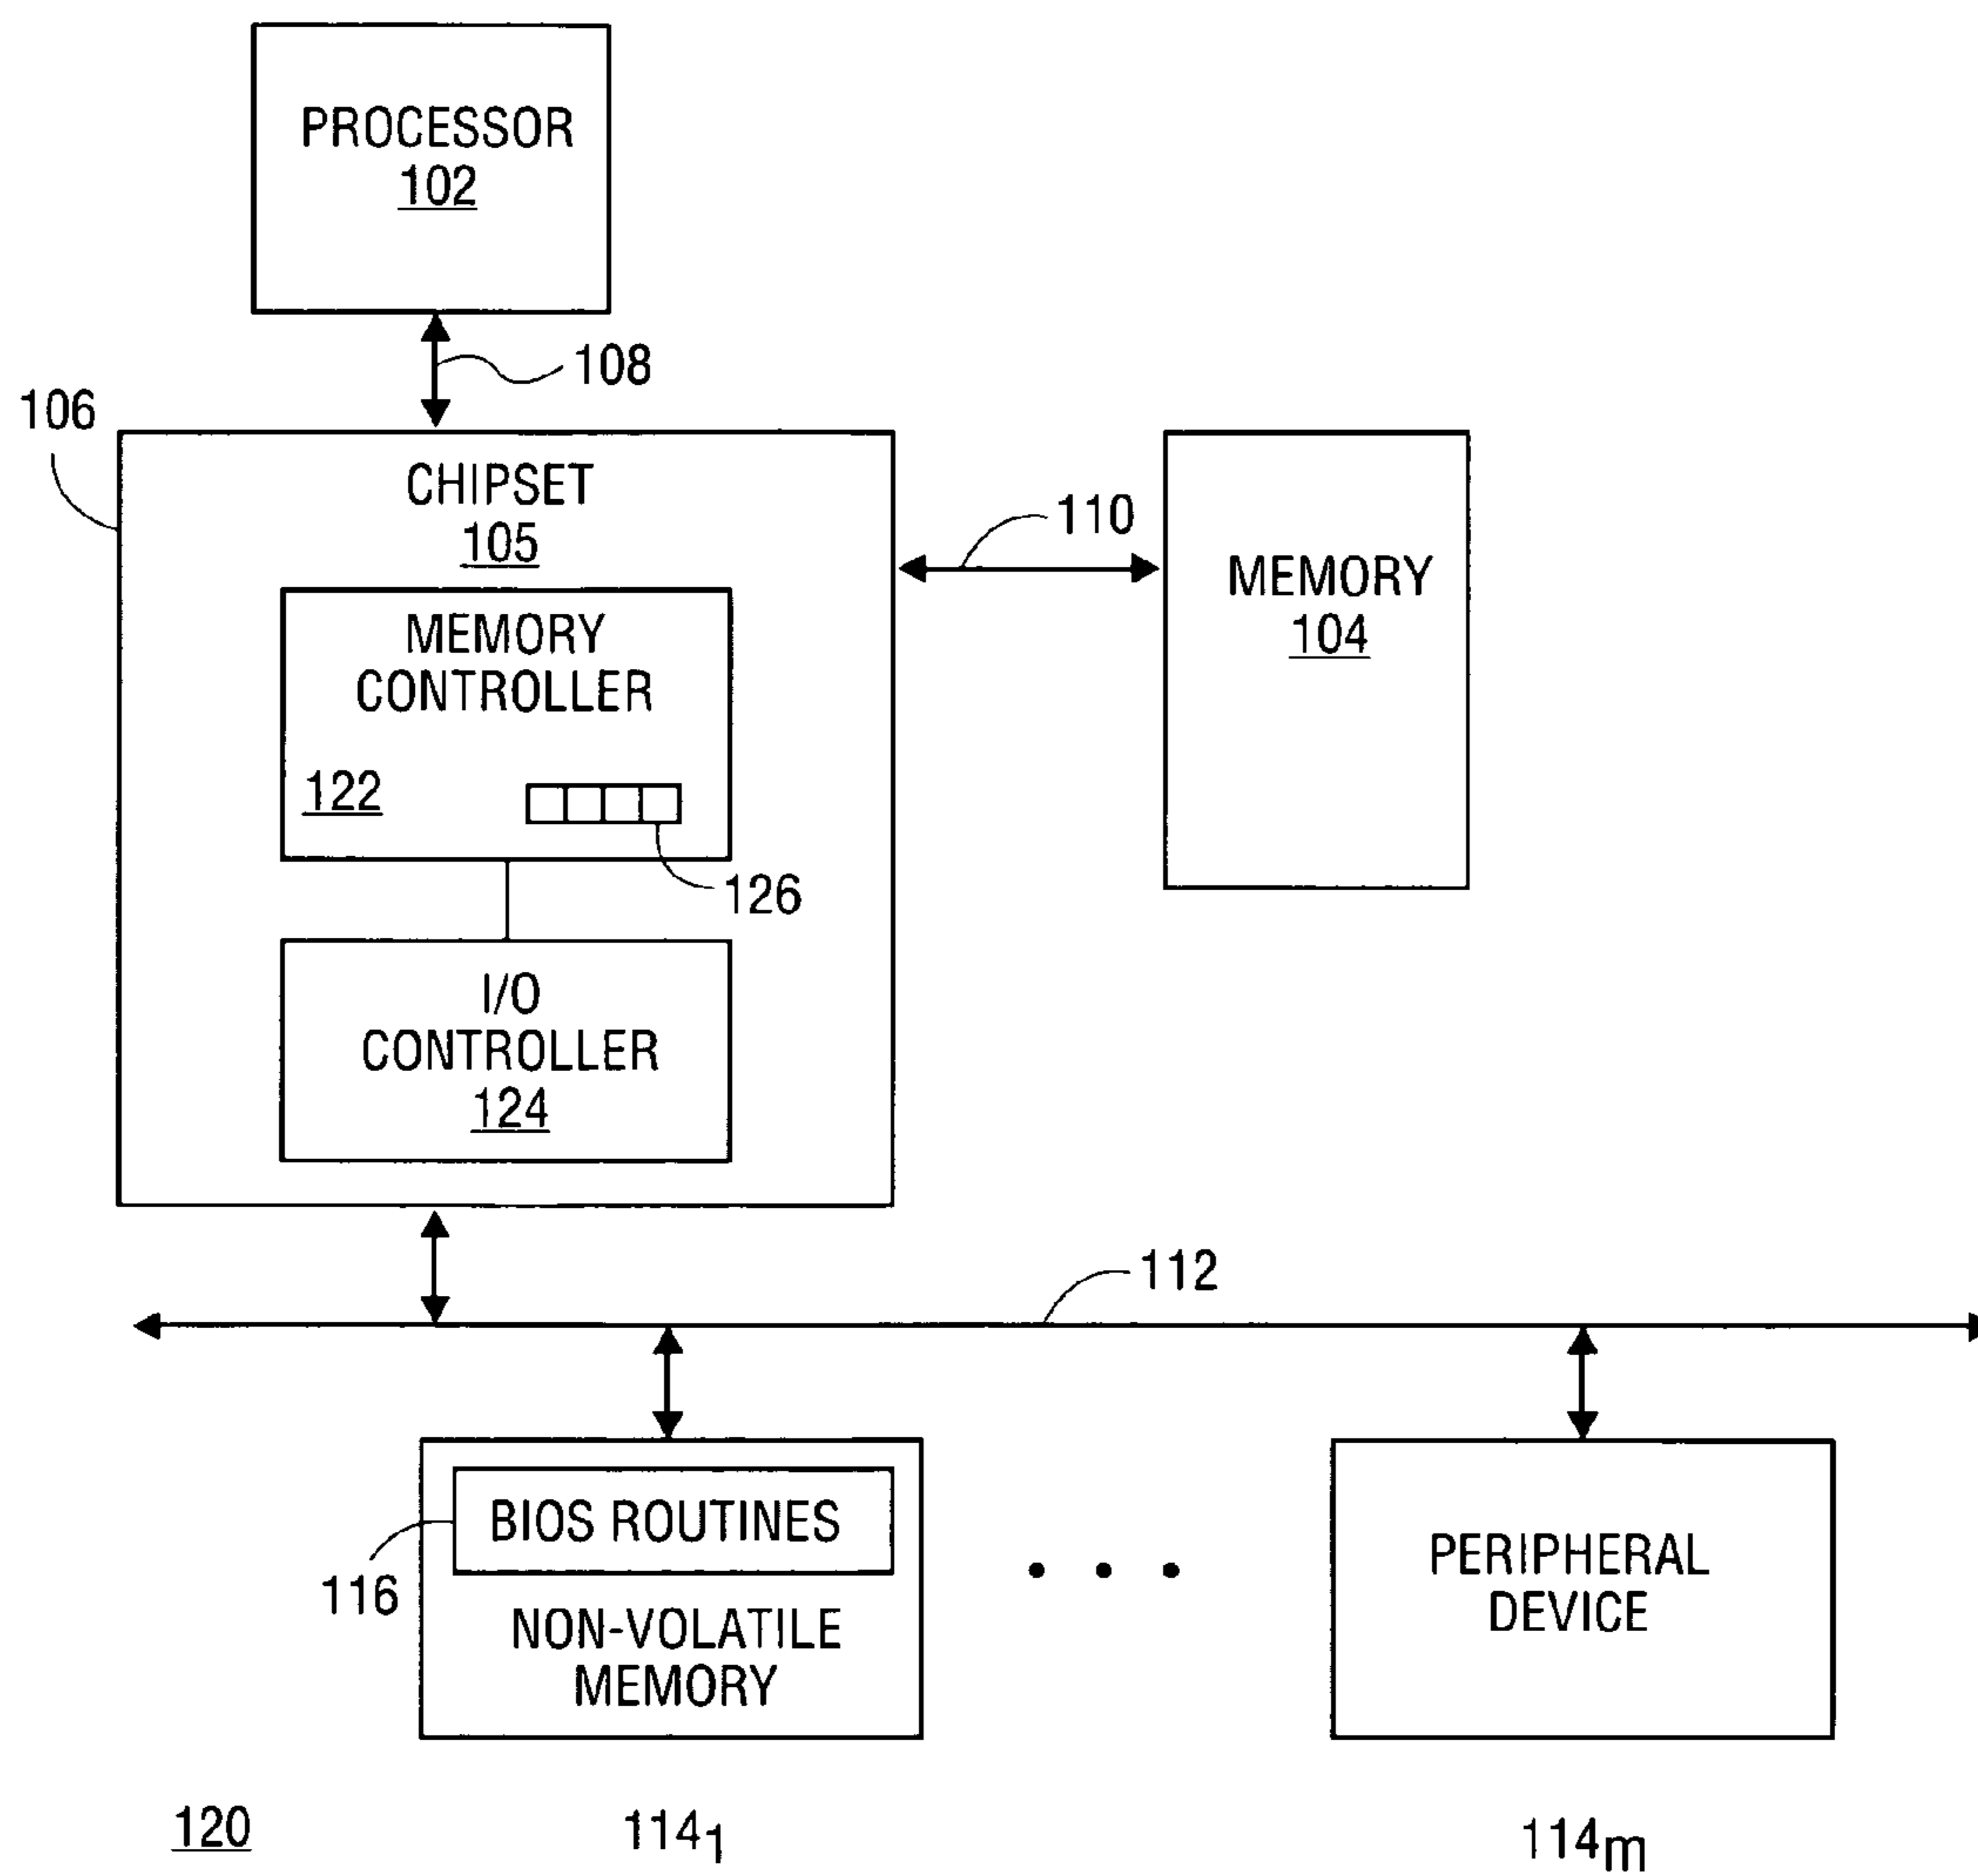 PROCESSOR
102
108
106
CHIPSET
105
110
MEMORY
104
MEMORY
CONTROLLER
122
126
I/O
CONTROLLER
124
112
BIOS ROUTINES
116
NON-VOLATILE
MEMORY
PERIPHERAL
DEVICE
120
114₁
114ₘ